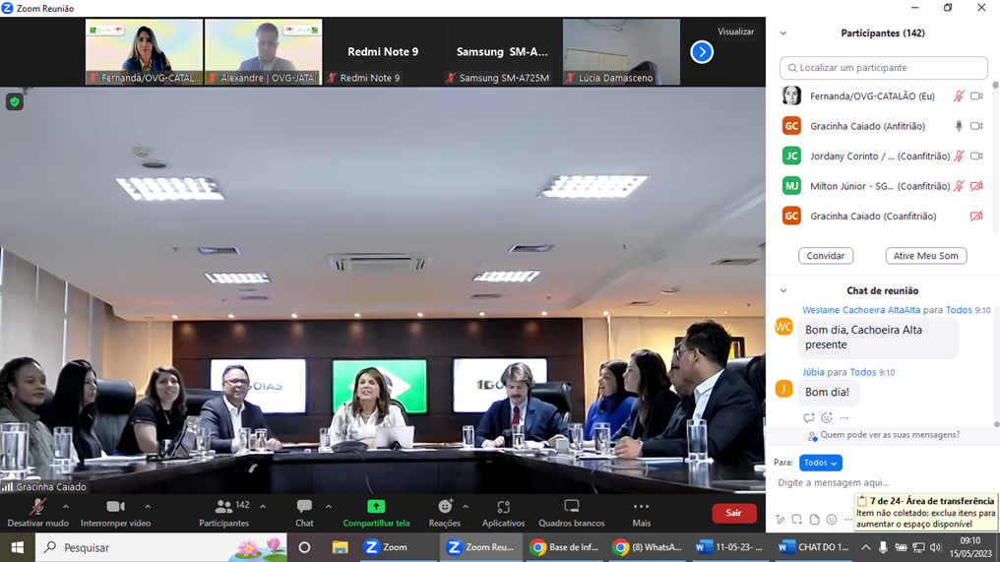 Zoom Reunião
Fernanda/OVG-CATAL...
Alexandre | OVG-JATAÍ
Redmi Note 9
Redmi Note 9
Samsung SM-A...
Samsung SM-A725M
Lúcia Damasceno
Visualizar
Participantes (142)
Localizar um participante
Fernanda/OVG-CATALÃO (Eu)
GC Gracinha Caiado (Anfitrião)
JC Jordany Corinto / ... (Coanfitrião)
MJ Milton Júnior - SG... (Coanfitrião)
GC Gracinha Caiado (Coanfitrião)
Convidar
Ative Meu Som
Chat de reunião
Weslaine Cachoeira AltaAlta para Todos 9:10
WC
Bom dia, Cachoeira Alta
presente
Júbia para Todos 9:10
J
Bom dia!
Quem pode ver as suas mensagens?
Para: Todos
Digite a mensagem aqui...
7 de 24- Área de transferência
Item não coletado: exclua itens para
aumentar o espaço disponível
GOIAS
GOI
Gracinha Caiado
Desativar mudo
Interromper vídeo
142
Participantes
Chat
Compartilhar tela
Reações
Aplicativos
Quadros brancos
Mais
Sair
Pesquisar
Zoom
Zoom Reu...
Base de Inf...
(8) WhatsA...
11-05-23- ...
CHAT DO 1...
09:10
15/05/2023